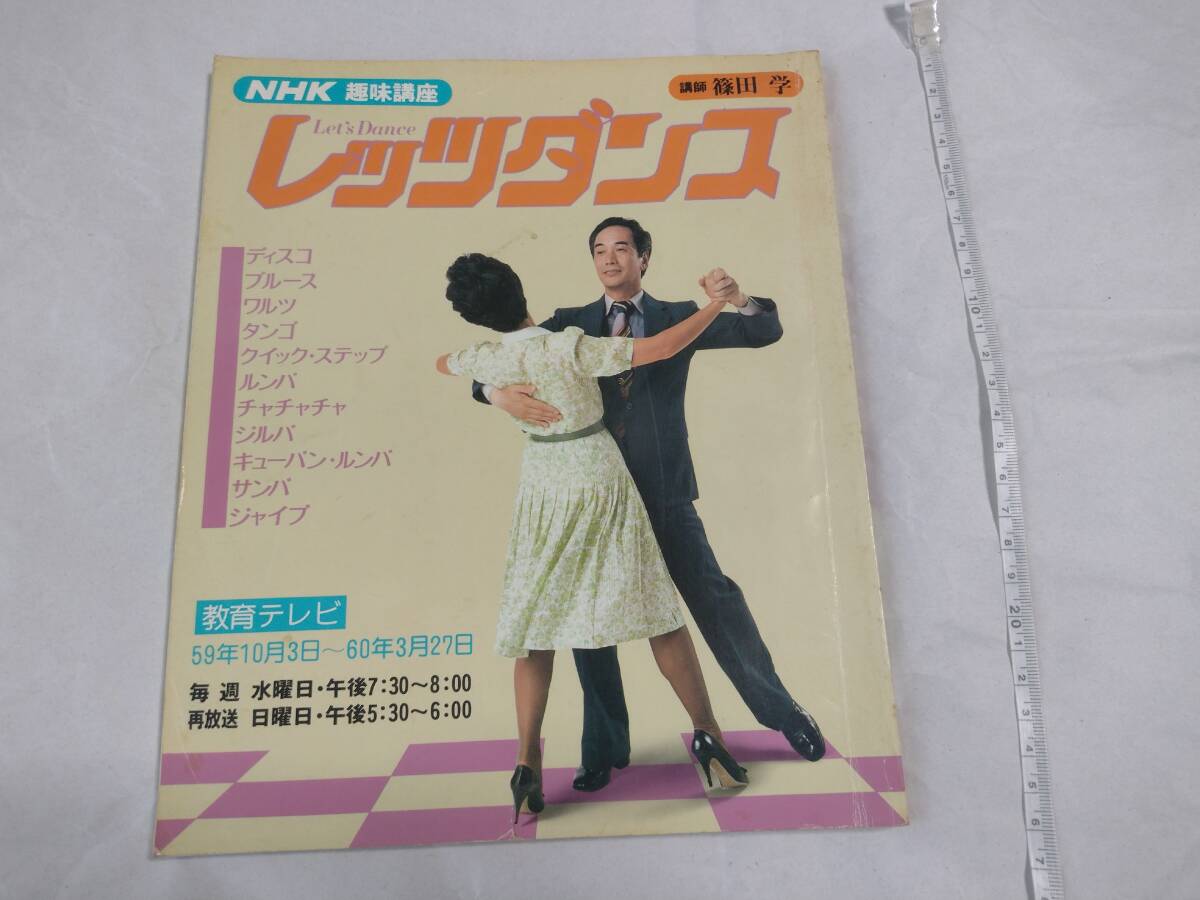 NHK 趣味講座
講師 篠田 学
Let's Dance
レッツダンス
ディスコ
ブルース
ワルツ
タンゴ
クイック・ステップ
ルンバ
チャチャチャ
ジルバ
キューバン・ルンバ
サンバ
ジャイブ
教育テレビ
59年10月3日〜60年3月27日
毎週 水曜日・午後7:30〜8:00
再放送 日曜日・午後5:30〜6:00